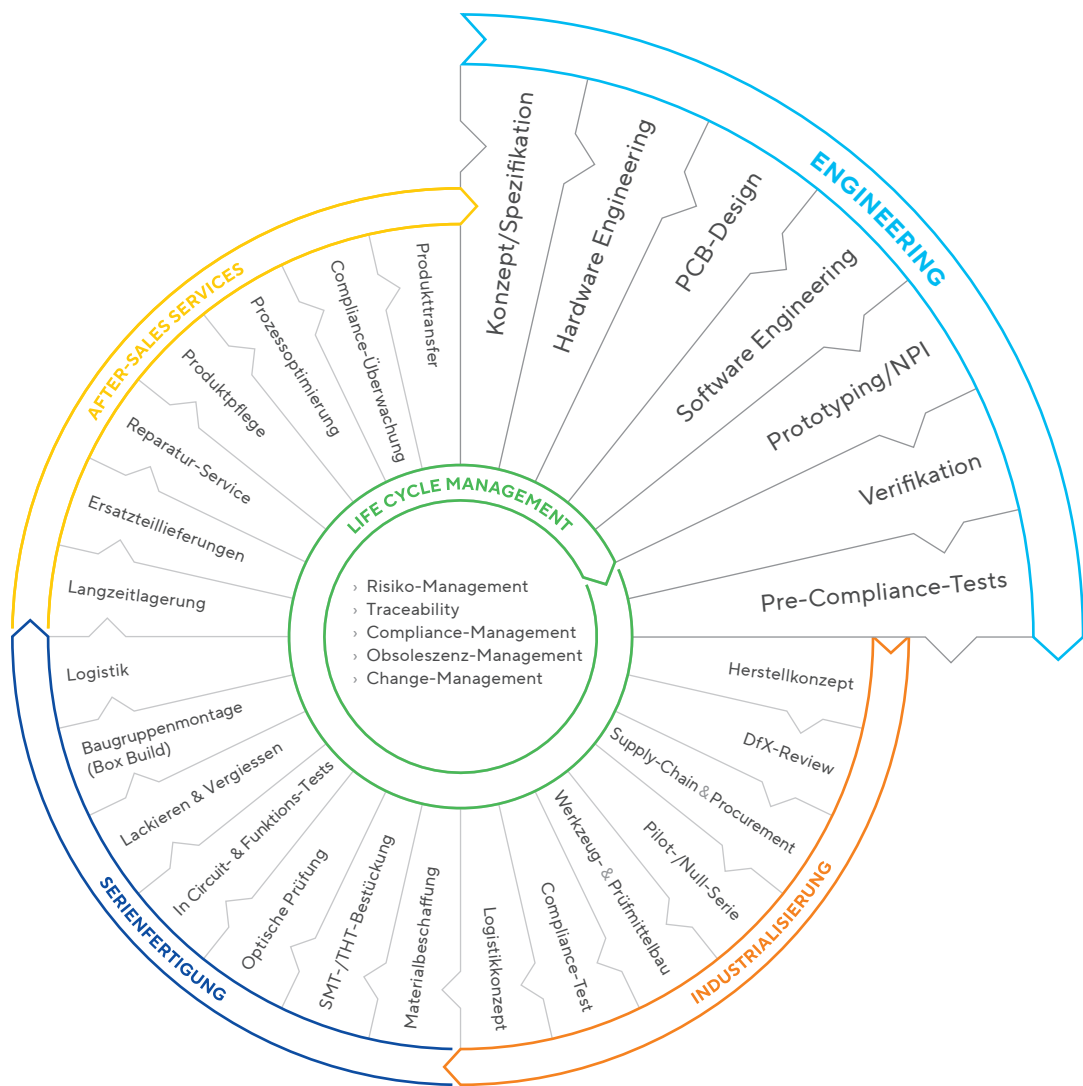 ENGINEERING
Konzept/Spezifikation
Hardware Engineering
PCB-Design
Software Engineering
Prototyping/NPI
Verifikation
Pre-Compliance-Tests
INDUSTRIALISIERUNG
Herstellkonzept
DfX-Review
Supply-Chain & Procurement
Pilot-/Null-Serie
Werkzeug- & Prüfmittelbau
Compliance-Test
Logistikkonzept
SERIENFERTIGUNG
Materialbeschaffung
SMT-/THT-Bestückung
Optische Prüfung
In Circuit- & Funktions-Tests
Lackieren & Vergiessen
Baugruppenmontage
(Box Build)
Logistik
AFTER-SALES SERVICES
Langzeitlagerung
Ersatzteillieferungen
Reparatur-Service
Produktpflege
Prozessoptimierung
Compliance-Überwachung
Produkttransfer
LIFE CYCLE MANAGEMENT
› Risiko-Management
› Traceability
› Compliance-Management
› Obsoleszenz-Management
› Change-Management